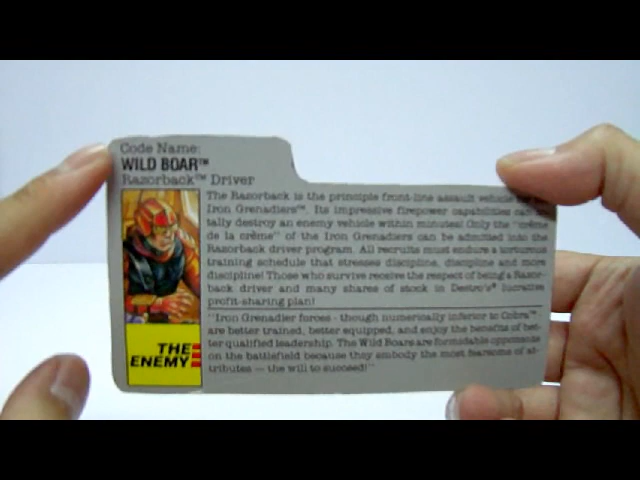 Code Name:
WILD BOAR™
Razorback™ Driver
The Razorback is the principle front-line assault vehicle
Iron Grenadiers™. Its impressive firepower capabilities can
tally destroy an enemy vehicle within minutes! Only the "crème
de la crème" of the Iron Grenadiers can be admitted into the
Razorback driver program. All recruits must endure a torturous
training schedule that stresses discipline, discipline and more
discipline! Those who survive receive the respect of being a Razor-
back driver and many shares of stock in Destro's® lucrative
profit-sharing plan!
"Iron Grenadier forces - though numerically inferior to Cobra™,
are better trained, better equipped, and enjoy the benefits of bet-
ter qualified leadership. The Wild Boars are formidable opponents
on the battlefield because they embody the most fearsome of at-
tributes — the will to succeed!"
THE
ENEMY